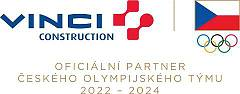 VINCI
CONSTRUCTION
OFICIÁLNÍ PARTNER
ČESKÉHO OLYMPIJSKÉHO TÝMU
2022 – 2024